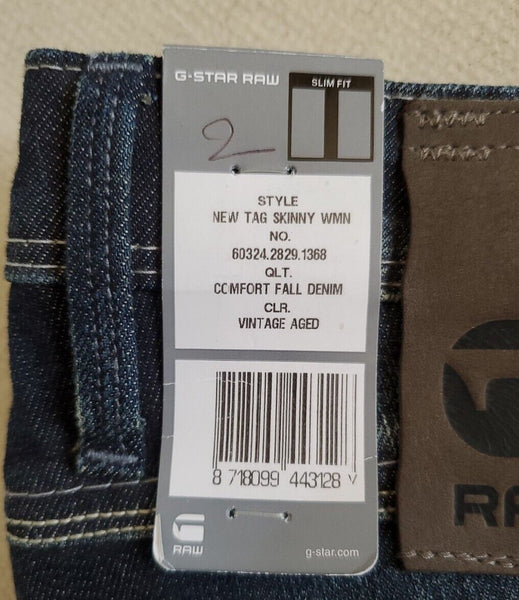 G-STAR RAW
SLIM FIT
2
STYLE
NEW TAG SKINNY WMN
NO.
60324.2829.1368
QLT.
COMFORT FALL DENIM
CLR.
VINTAGE AGED
8 718099 443128 V
RAW
g-star.com
RAW